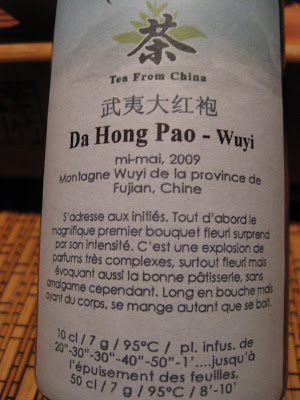 茶
Tea From China
武夷大红袍
Da Hong Pao - Wuyi
mi-mai, 2009
Montagne Wuyi de la province de
Fujian, Chine
S'adresse aux initiés. Tout d'abord le
magnifique premier bouquet fleuri surprend
par son intensité. C'est une explosion de
parfums très complexes, surtout fleuri mais
évoquant aussi la bonne pâtisserie, sans
amalgame cependant. Long en bouche mais
ayant du corps, se mange autant que se boit.
10 cl / 7 g / 95°C / pl. infus. de
20"-30"-30"-40"-50"-1'....jusqu'à
l'épuisement des feuilles.
50 cl / 7 g / 95°C / 8'-10'